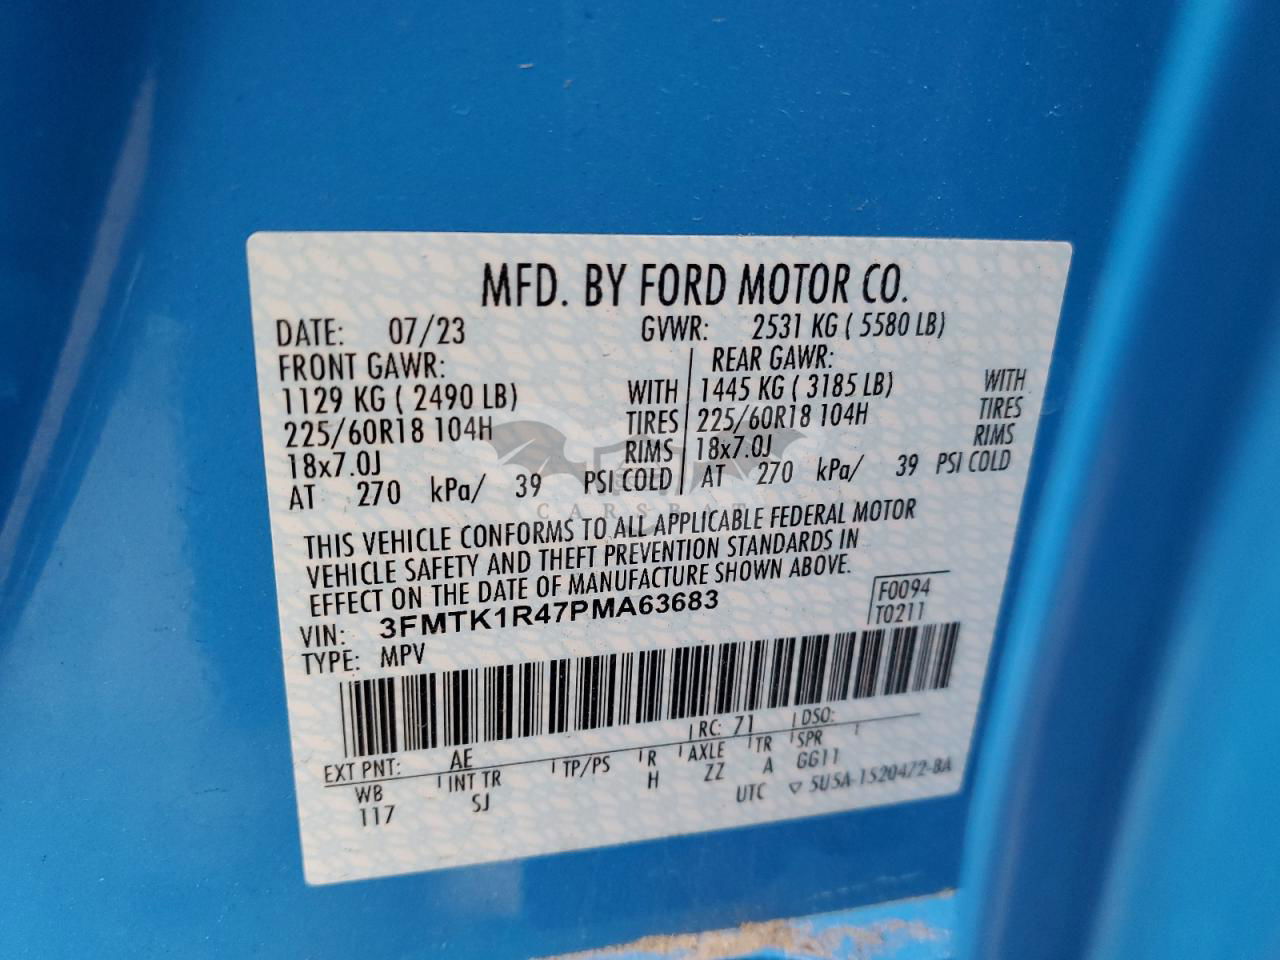 MFD. BY FORD MOTOR CO.
DATE: 07/23 GVWR: 2531 KG ( 5580 LB)
FRONT GAWR: REAR GAWR:
1129 KG ( 2490 LB) WITH 1445 KG ( 3185 LB) WITH
225/60R18 104H TIRES 225/60R18 104H TIRES
18x7.0J RIMS 18x7.0J RIMS
AT 270 kPa/ 39 PSI COLD AT 270 kPa/ 39 PSI COLD
CARSBAT
THIS VEHICLE CONFORMS TO ALL APPLICABLE FEDERAL MOTOR
VEHICLE SAFETY AND THEFT PREVENTION STANDARDS IN
EFFECT ON THE DATE OF MANUFACTURE SHOWN ABOVE.
VIN: 3FMTK1R47PMA63683 F0094
TYPE: MPV T0211
EXT PNT: AE RC: 71 DSO:
WB INT TR TP/PS R AXLE TR SPR
117 SJ H ZZ A GG11
UTC ▽ 5U5A-1520472-BA